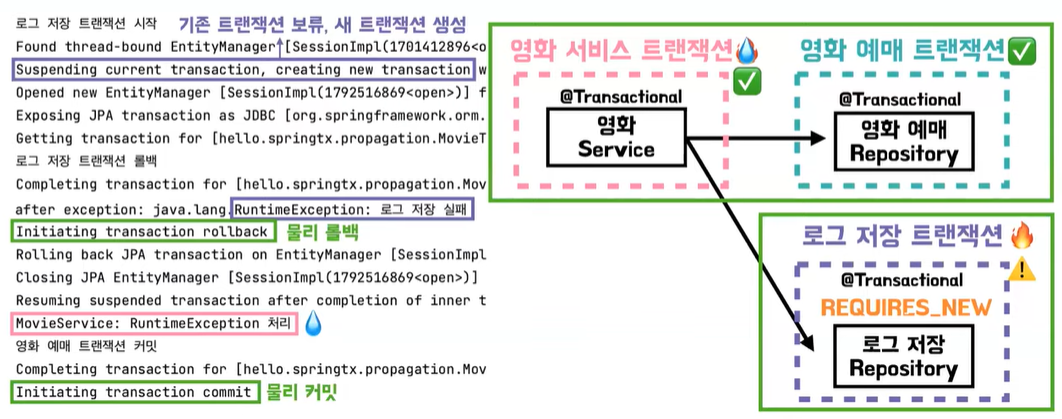 로그 저장 트랜잭션 시작
기존 트랜잭션 보류, 새 트랜잭션 생성
Found thread-bound EntityManager [SessionImpl(1701412896<o
Suspending current transaction, creating new transaction w
Opened new EntityManager [SessionImpl(1792516869<open>)] f
Exposing JPA transaction as JDBC [org.springframework.orm.
Getting transaction for [hello.springtx.propagation.MovieT
로그 저장 트랜잭션 롤백
Completing transaction for [hello.springtx.propagation.Mov
after exception: java.lang.RuntimeException: 로그 저장 실패
Initiating transaction rollback
물리 롤백
Rolling back JPA transaction on EntityManager [SessionImpl
Closing JPA EntityManager [SessionImpl(1792516869<open>)]
Resuming suspended transaction after completion of inner t
MovieService: RuntimeException 처리
영화 예매 트랜잭션 커밋
Completing transaction for [hello.springtx.propagation.Mov
Initiating transaction commit
물리 커밋
영화 서비스 트랜잭션
@Transactional
영화
Service
영화 예매 트랜잭션
@Transactional
영화 예매
Repository
로그 저장 트랜잭션
@Transactional
REQUIRES_NEW
로그 저장
Repository